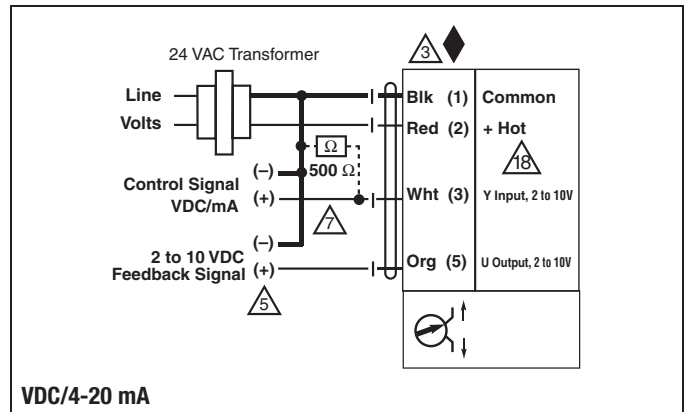 24 VAC Transformer
Line
Volts
3
Blk (1) Common
Red (2) + Hot
18
Ω
500 Ω
(–)
Control Signal (+)
VDC/mA
7
Wht (3) Y Input, 2 to 10V
(–)
2 to 10 VDC
Feedback Signal (+)
5
Org (5) U Output, 2 to 10V
VDC/4-20 mA